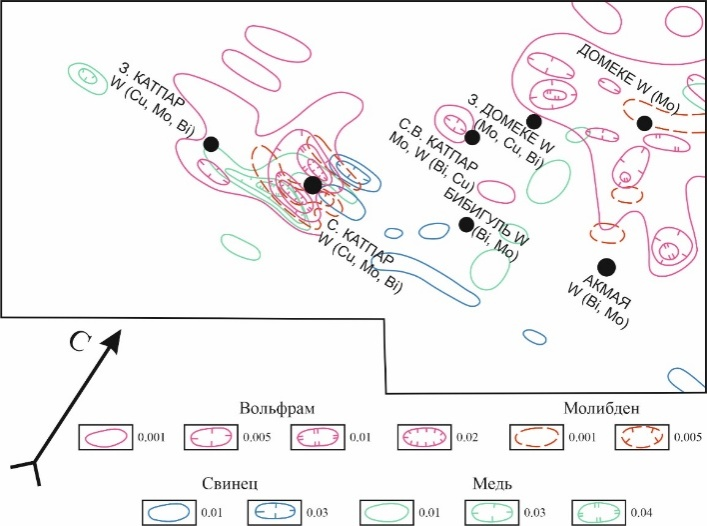 З. КАТПАР
W (Cu, Mo, Bi)
С. КАТПАР
W (Cu, Mo, Bi)
С.В. КАТПАР
Mo, W (Bi, Cu)
З. ДОМЕКЕ W
(Mo, Cu, Bi)
ДОМЕКЕ W (Mo)
БИБИГУЛЬ W
(Bi, Mo)
АКМАЯ
W (Bi, Mo)
С
Вольфрам
0.001
0.005
0.01
0.02
Молибден
0.001
0.005
Свинец
0.01
0.03
Медь
0.01
0.03
0.04